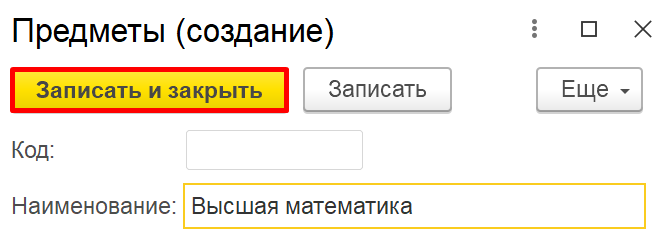 Предметы (создание)
Записать и закрыть Записать Еще
Код:
Наименование: Высшая математика